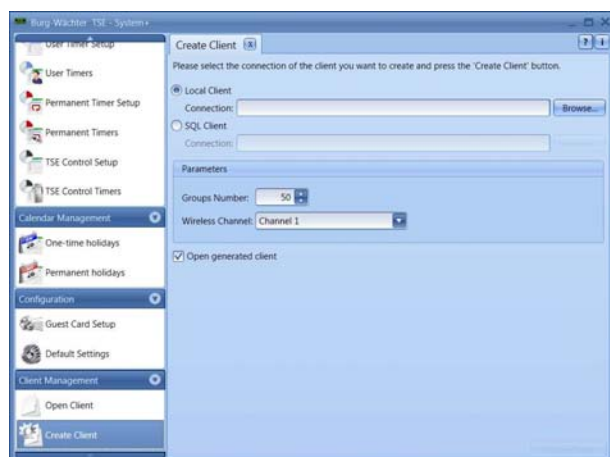 Burg-Wächter TSE - System+
User Timer Setup
User Timers
Permanent Timer Setup
Permanent Timers
TSE Control Setup
TSE Control Timers
Calendar Management
One-time holidays
Permanent holidays
Configuration
Guest Card Setup
Default Settings
Client Management
Open Client
Create Client
Create Client
Please select the connection of the client you want to create and press the 'Create Client' button.
Local Client
Connection:
Browse...
SQL Client
Connection:
Parameters
Groups Number: 50
Wireless Channel: Channel 1
Open generated client